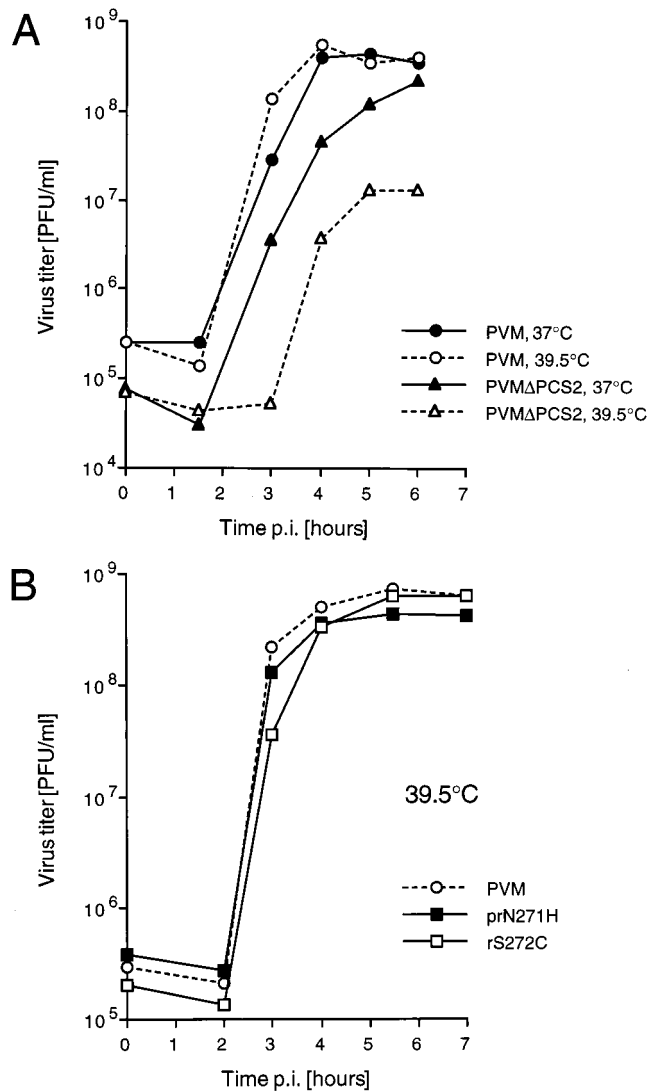 A
10⁹
10⁸
10⁷
10⁶
10⁵
10⁴
Virus titer [PFU/ml]
PVM, 37°C
PVM, 39.5°C
PVMΔPCS2, 37°C
PVMΔPCS2, 39.5°C
0 1 2 3 4 5 6 7
Time p.i. [hours]
B
10⁹
10⁸
10⁷
10⁶
10⁵
Virus titer [PFU/ml]
39.5°C
PVM
prN271H
rS272C
0 1 2 3 4 5 6 7
Time p.i. [hours]